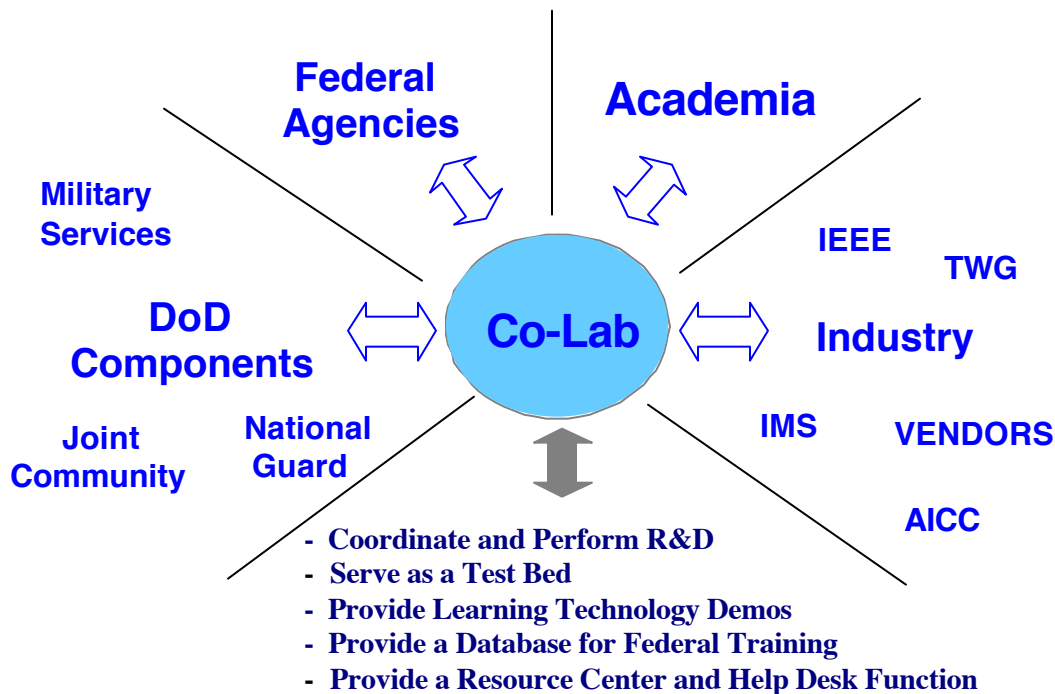 Federal
Agencies
Academia
Military
Services
DoD
Components
Joint
Community
National
Guard
Co-Lab
IEEE
TWG
Industry
IMS
VENDORS
AICC
- Coordinate and Perform R&D
- Serve as a Test Bed
- Provide Learning Technology Demos
- Provide a Database for Federal Training
- Provide a Resource Center and Help Desk Function